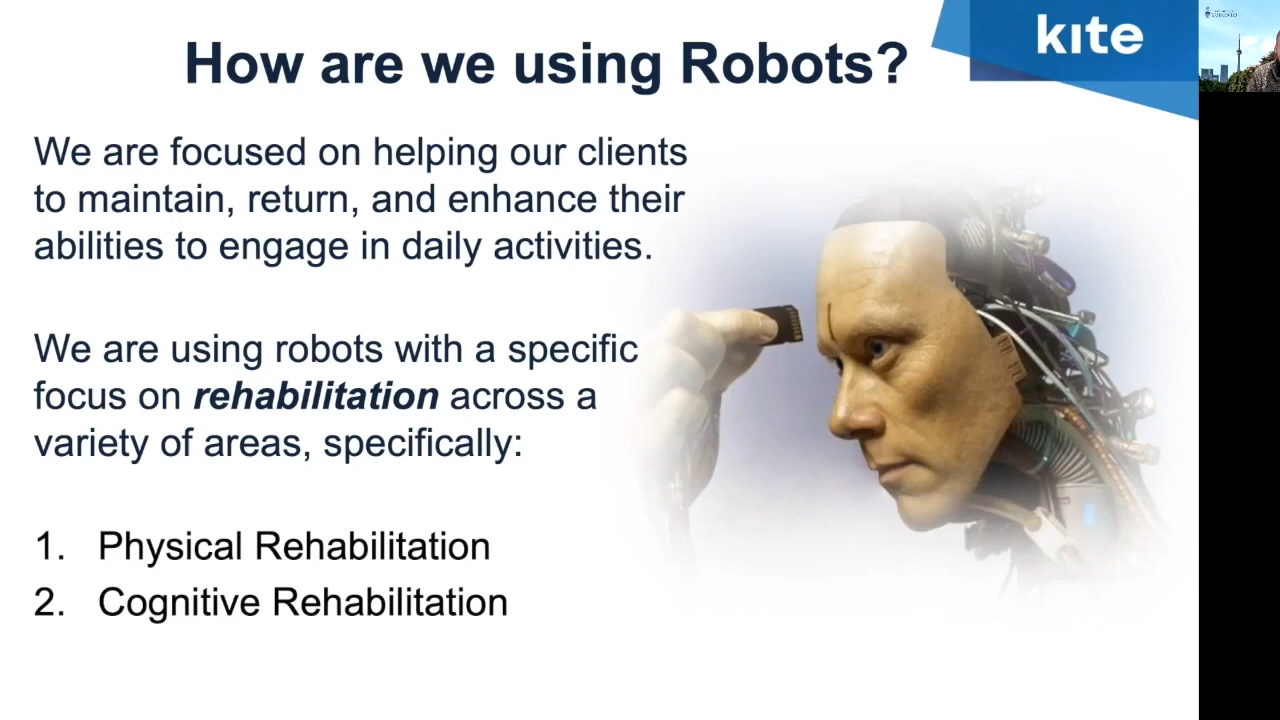 How are we using Robots?
kite
TORONTO
We are focused on helping our clients
to maintain, return, and enhance their
abilities to engage in daily activities.
We are using robots with a specific
focus on rehabilitation across a
variety of areas, specifically:
1. Physical Rehabilitation
2. Cognitive Rehabilitation